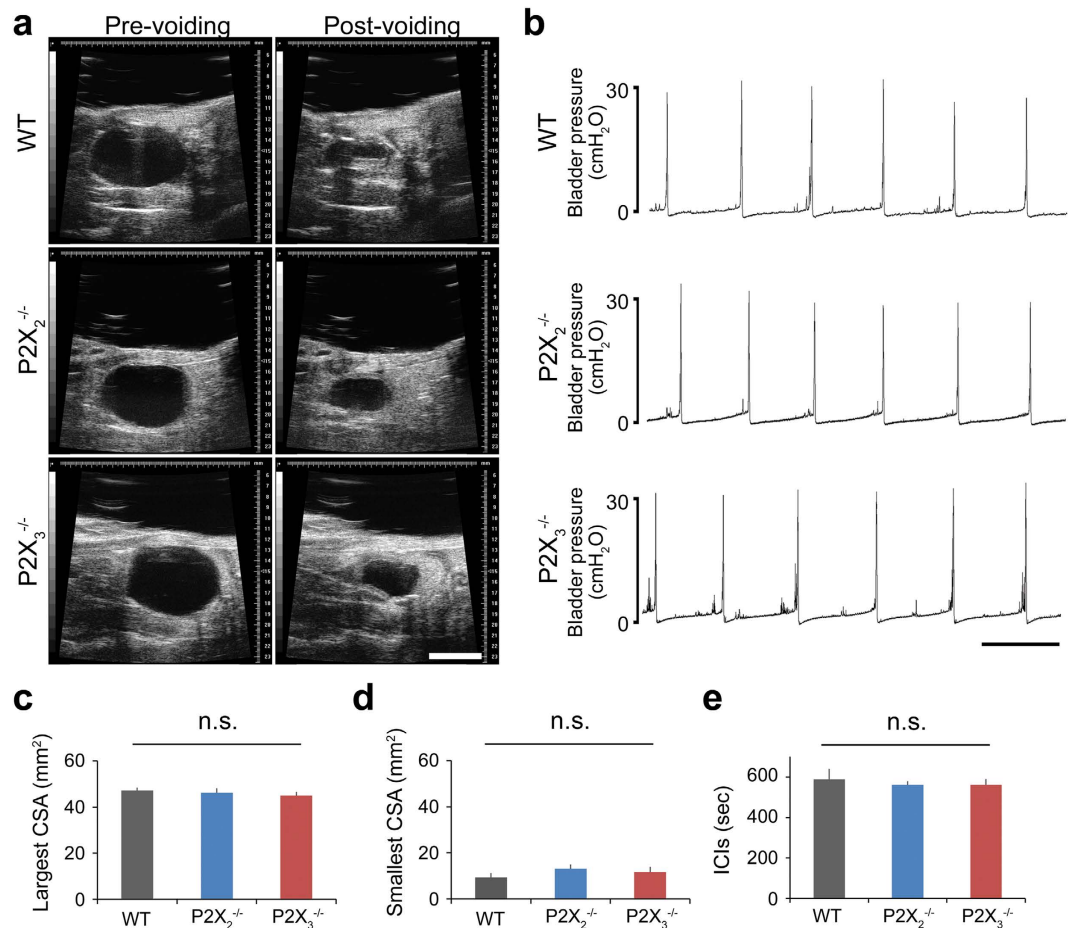 a
Pre-voiding
Post-voiding
WT
P2X₂⁻/⁻
P2X₃⁻/⁻
b
WT
Bladder pressure
(cmH₂O)
30
0
P2X₂⁻/⁻
Bladder pressure
(cmH₂O)
30
0
P2X₃⁻/⁻
Bladder pressure
(cmH₂O)
30
0
c
n.s.
Largest CSA (mm²)
60
40
20
0
WT
P2X₂⁻/⁻
P2X₃⁻/⁻
d
n.s.
Smallest CSA (mm²)
60
40
20
0
WT
P2X₂⁻/⁻
P2X₃⁻/⁻
e
n.s.
ICIs (sec)
600
400
200
0
WT
P2X₂⁻/⁻
P2X₃⁻/⁻